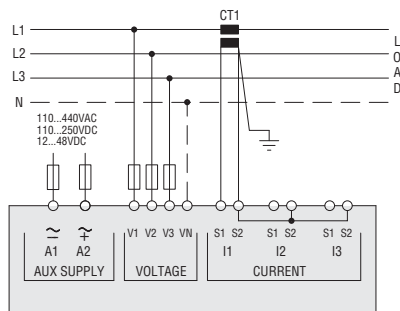 CT1
L1
L2
L3
N
LOAD
110...440VAC
110...250VDC
12...48VDC
V1 V2 V3 VN S1 S2 S1 S2 S1 S2
A1 A2 I1 I2 I3
AUX SUPPLY VOLTAGE CURRENT